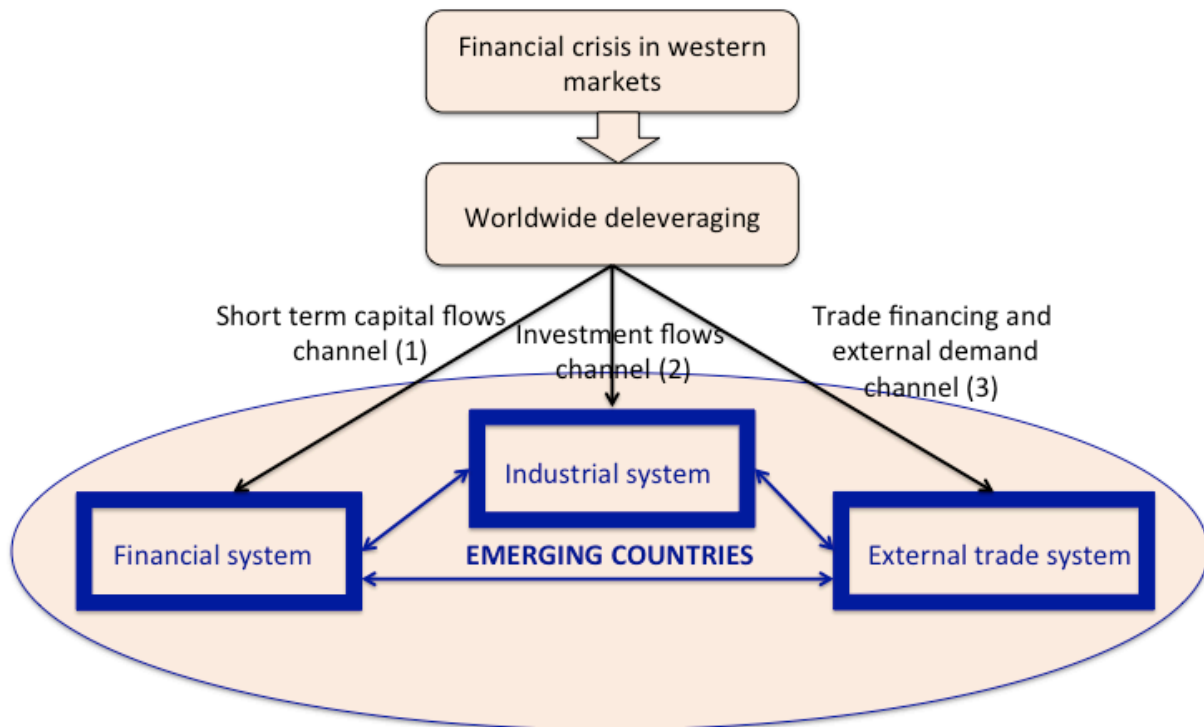 Financial crisis in western
markets
Worldwide deleveraging
Short term capital flows
channel (1)
Investment flows
channel (2)
Trade financing and
external demand
channel (3)
Industrial system
Financial system
EMERGING COUNTRIES
External trade system